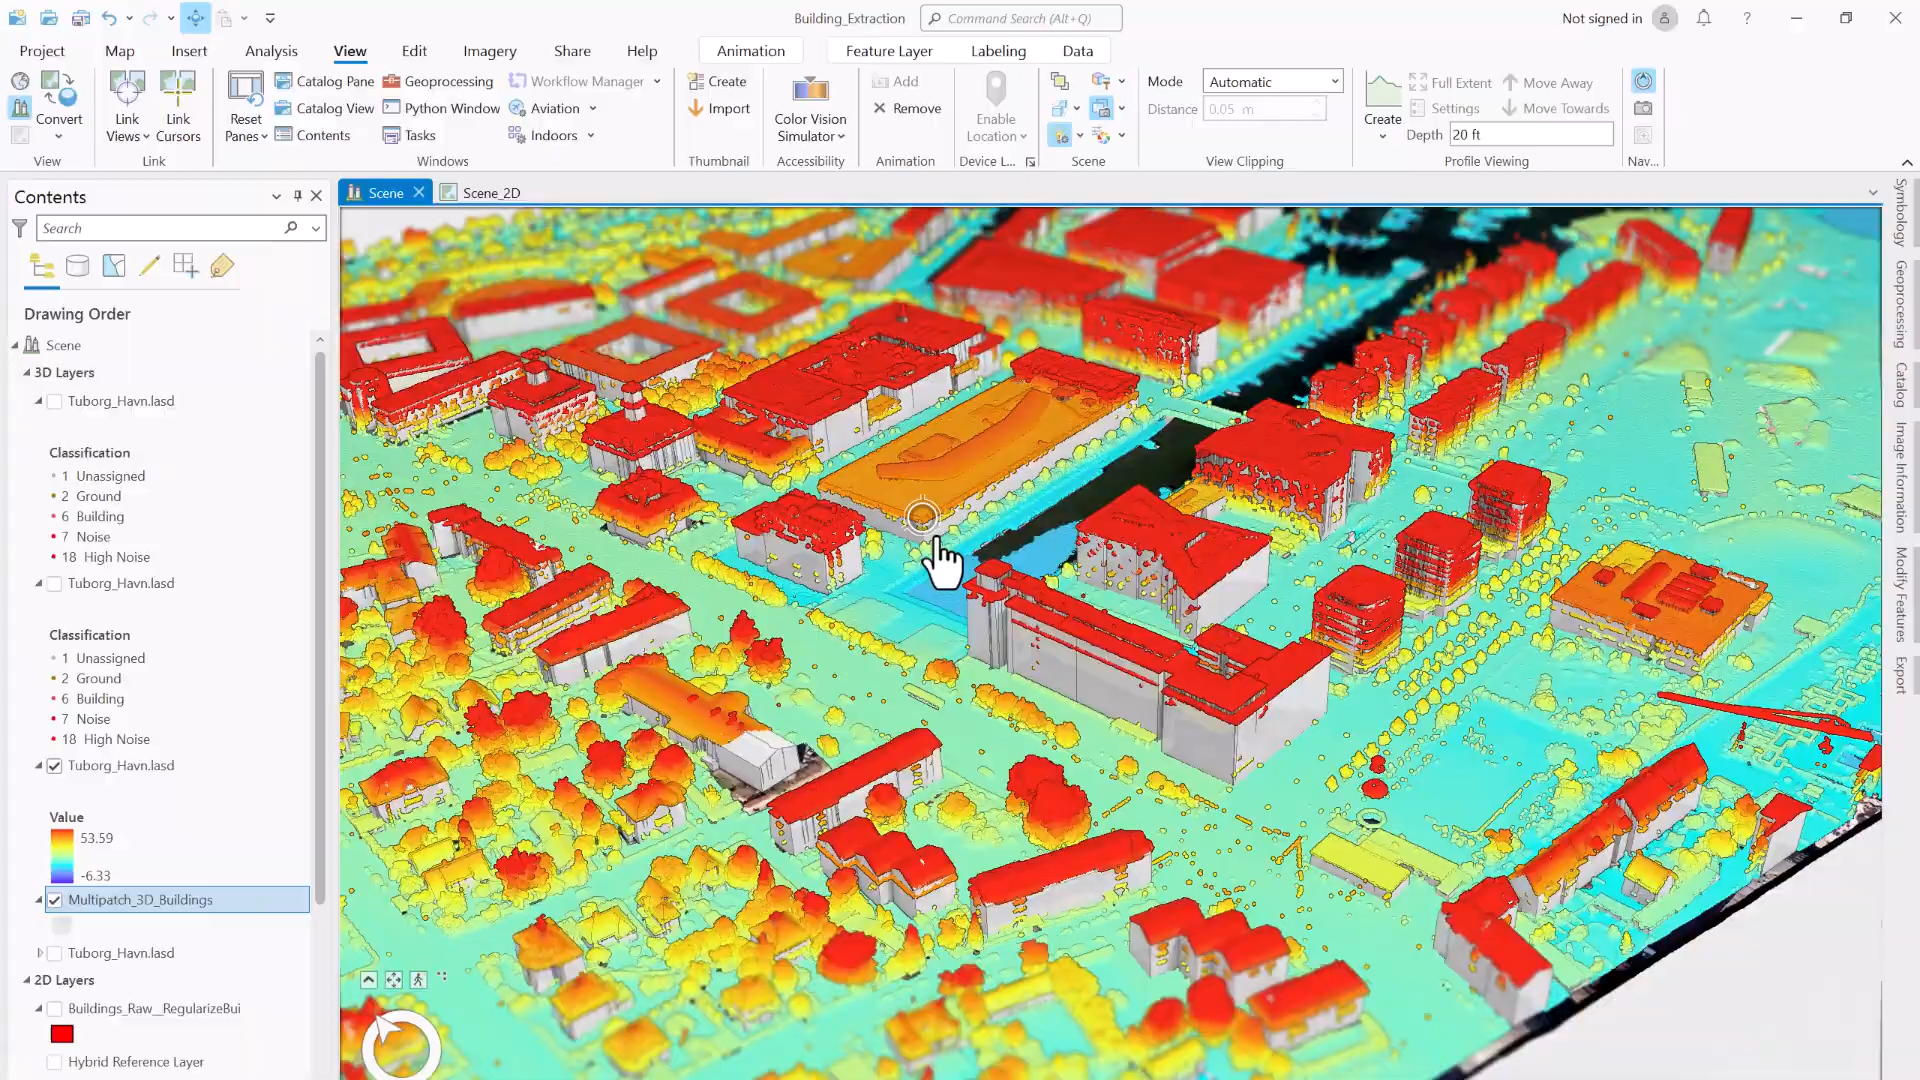 Building_Extraction
Command Search (Alt+Q)
Not signed in
?
Project
Map
Insert
Analysis
View
Edit
Imagery
Share
Help
Animation
Feature Layer
Labeling
Data
Convert
View
Link Views
Link Cursors
Link
Reset Panes
Catalog Pane
Catalog View
Contents
Geoprocessing
Python Window
Tasks
Workflow Manager
Aviation
Indoors
Windows
Create
Import
Thumbnail
Color Vision Simulator
Accessibility
Add
Remove
Animation
Enable Location
Device L...
Scene
Mode
Automatic
Distance
0.05 m
View Clipping
Create
Full Extent
Settings
Move Away
Move Towards
Depth
20 ft
Profile Viewing
Nav...
Contents
Search
Drawing Order
Scene
3D Layers
Tuborg_Havn.lasd
Classification
1 Unassigned
2 Ground
6 Building
7 Noise
18 High Noise
Tuborg_Havn.lasd
Classification
1 Unassigned
2 Ground
6 Building
7 Noise
18 High Noise
Tuborg_Havn.lasd
Value
53.59
-6.33
Multipatch_3D_Buildings
Tuborg_Havn.lasd
2D Layers
Buildings_Raw__RegularizeBui
Hybrid Reference Layer
Scene
Scene_2D
Symbology
Geoprocessing
Catalog
Image Information
Modify Features
Export